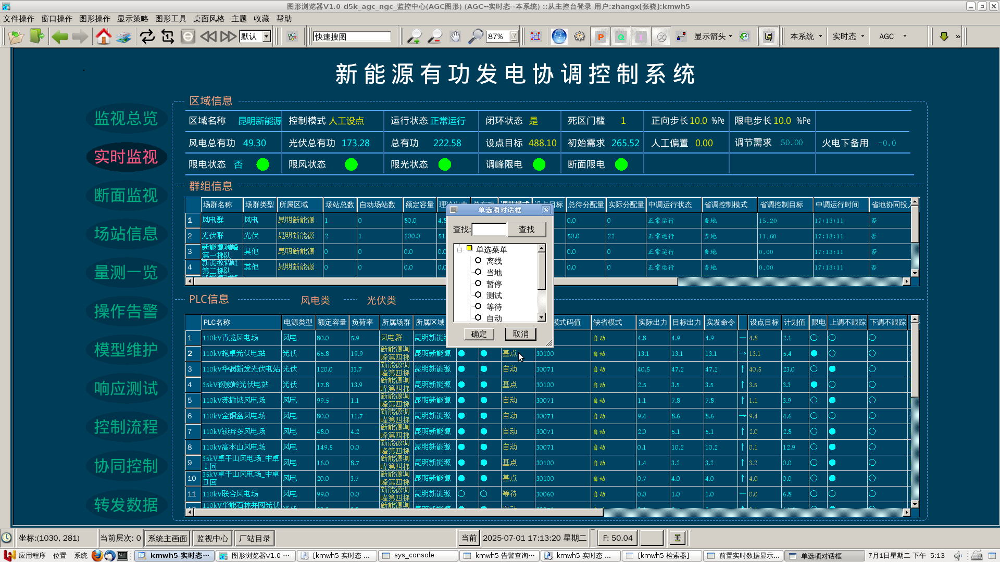 图形浏览器V1.0 d5k_agc_ngc_监控中心(AGC图形) (AGC--实时态--本系统) ::从主控台登录 用户:zhangx(张骁):kmwh5
文件操作 窗口操作 图形操作 显示策略 图形工具 桌面风格 主题 收藏 帮助
默认 快速搜图 87% P Q 显示箭头 本系统 实时态 AGC »
新能源有功发电协调控制系统
监视总览
实时监视
断面监视
场站信息
量测一览
操作告警
模型维护
响应测试
控制流程
协同控制
转发数据
区域信息
区域名称 昆明新能源 控制模式 人工设点 运行状态 正常运行 闭环状态 是 死区门槛 1 正向步长 10.0 %Pe 限电步长 10.0 %Pe
风电总有功 49.30 光伏总有功 173.28 总有功 222.58 设点目标 488.10 初始需求 265.52 人工偏置 0.00 调节需求 50.00 火电下备用 -0.0
限电状态 否 限风状态 限光状态 调峰限电 断面限电
群组信息
场群名称 场群类型 所属区域 场站总数 自动场站数 额定容量 总待分配量 实际分配量 中调运行状态 省调控制模式 省调控制目标 中调运行时间 省地协同投入
1 风电群 风电 昆明新能源 1 0 80.0 4.8 0.0 0 正常运行 当地 15.20 17:13:11 否
2 光伏群 光伏 昆明新能源 2 1 200.0 51 50.0 22 正常运行 当地 11.60 17:13:11 否
3 新能源调峰第一梯队 其他 昆明新能源 0 0 0.0 0.0 0.0 0 正常运行 当地 0.00 17:13:11 否
4 新能源调峰第二梯队 其他 昆明新能源 0 0 0.0 0.0 0.0 0 正常运行 当地 0.00 17:13:11 否
单选项对话框
查找: 查找
单选菜单
离线
当地
暂停
测试
等待
自动
确定 取消
PLC信息 风电类 光伏类
PLC名称 电源类型 额定容量 负荷率 所属场群 所属区域 模式码值 缺省模式 实际出力 目标出力 实发命令 设点目标 计划值 限电 上调不跟踪 下调不跟踪
1 110kV青龙风电场 风电 80.0 5.9 风电群 昆明新能源 自动 4.8 4.9 4.9 4.8 2.1
2 110kV拖卓光伏电站 光伏 65.8 19.9 新能源调峰第四梯 昆明新能源 基点 30100 自动 13.1 13.1 13.1 → 13.1 5.4
3 110kV华润新发光伏电站 光伏 120.0 33.7 新能源调峰第四梯 昆明新能源 自动 30071 自动 40.5 47.2 47.2 ↑ 40.5 23.0
4 35kV钢家岭光伏电站 光伏 17.8 13.9 新能源调峰第四梯 昆明新能源 基点 30100 自动 2.5 3.5 3.5 ↑ 3.5 3.3
5 110kV苏撒坡风电场 风电 99.5 1.1 新能源调峰第四梯 昆明新能源 自动 30071 自动 1.1 7.8 7.8 ↑ 1.1 3.9
6 110kV金铜盆风电场 风电 80.0 11.7 新能源调峰第四梯 昆明新能源 自动 30071 自动 9.4 8.6 8.6 → 9.4 4.6
7 110kV锁奔多风电场 风电 48.0 4.2 新能源调峰第四梯 昆明新能源 自动 30071 自动 2.0 5.1 5.1 ↑ 2.0 2.8
8 110kV高本山风电场 风电 149.5 0.0 新能源调峰第四梯 昆明新能源 自动 30071 自动 0.1 10.2 10.2 ↑ 0.1 12.9
9 35kV卓干山风电场_中卓I回 风电 16.0 8.7 新能源调峰第四梯 昆明新能源 基点 30100 自动 1.4 3.2 3.2 ↑ 3.2 0.0
10 35kV卓干山风电场_中卓II回 风电 20.0 3.7 新能源调峰第四梯 昆明新能源 基点 30100 自动 0.7 4.0 4.0 ↑ 4.0 0.0
11 110kV联合风电场 风电 99.0 0.0 新能源调峰第四梯 昆明新能源 等待 30060 自动 0.0 1.0 1.0 0.0 6.8
110kV华能石林并网光伏 新能源调
坐标:(1030, 281) 当前层次: 0 系统主画面 监视中心 厂站目录 当前 2025-07-01 17:13:20 星期二 F: 50.04
应用程序 位置 系统 kmwh5 实时态··· 图形浏览器V1.0 ··· [kmwh5 实时态 ... sys_console kmwh5 告警查询··· kmwh5 实时态 ... [kmwh5 检索器] 前置实时数据显示... 单选项对话框 7月1日星期二 下午 5:13